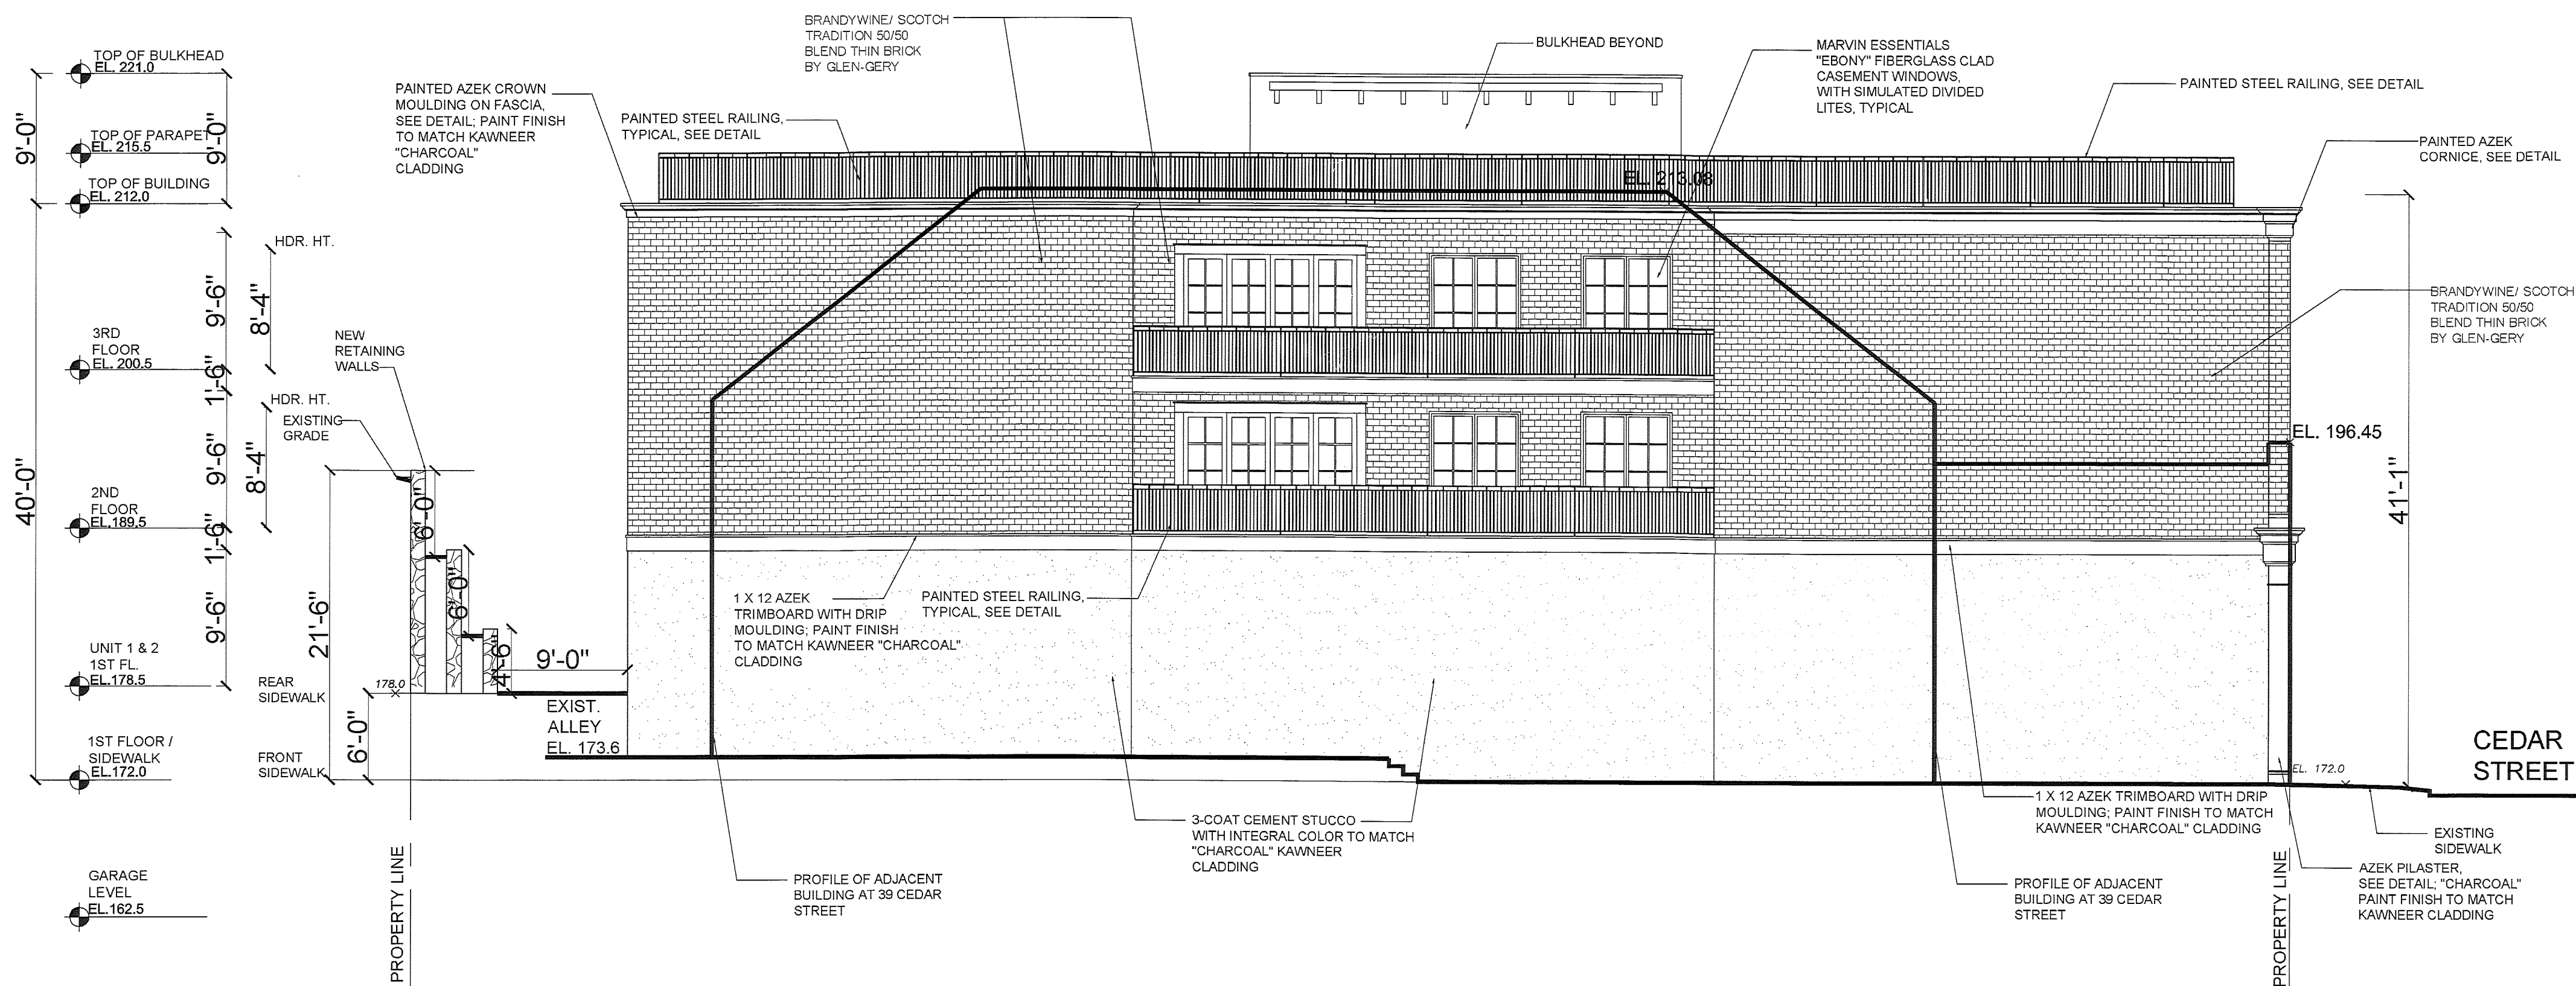 TOP OF BULKHEAD
EL. 221.0
TOP OF PARAPET
EL. 215.5
TOP OF BUILDING
EL. 212.0
3RD
FLOOR
EL. 200.5
2ND
FLOOR
EL.189.5
UNIT 1 & 2
1ST FL.
EL.178.5
1ST FLOOR /
SIDEWALK
EL.172.0
GARAGE
LEVEL
EL.162.5
9'-0"
40'-0"
9'-0"
9'-6"
1'-6"
9'-6"
1'-6"
9'-6"
HDR. HT.
8'-4"
HDR. HT.
8'-4"
EXISTING
GRADE
NEW
RETAINING
WALLS
21'-6"
6'-0"
6'-0"
4'-6"
9'-0"
REAR
SIDEWALK
178.0
6'-0"
FRONT
SIDEWALK
EXIST.
ALLEY
EL. 173.6
PROPERTY LINE
PAINTED AZEK CROWN
MOULDING ON FASCIA,
SEE DETAIL; PAINT FINISH
TO MATCH KAWNEER
"CHARCOAL"
CLADDING
PAINTED STEEL RAILING,
TYPICAL, SEE DETAIL
BRANDYWINE/ SCOTCH
TRADITION 50/50
BLEND THIN BRICK
BY GLEN-GERY
BULKHEAD BEYOND
MARVIN ESSENTIALS
"EBONY" FIBERGLASS CLAD
CASEMENT WINDOWS,
WITH SIMULATED DIVIDED
LITES, TYPICAL
PAINTED STEEL RAILING, SEE DETAIL
PAINTED AZEK
CORNICE, SEE DETAIL
EL. 213.08
BRANDYWINE/ SCOTCH
TRADITION 50/50
BLEND THIN BRICK
BY GLEN-GERY
EL. 196.45
41'-1"
1 X 12 AZEK
TRIMBOARD WITH DRIP
MOULDING; PAINT FINISH
TO MATCH KAWNEER "CHARCOAL"
CLADDING
PAINTED STEEL RAILING,
TYPICAL, SEE DETAIL
CEDAR
STREET
EL. 172.0
3-COAT CEMENT STUCCO
WITH INTEGRAL COLOR TO MATCH
"CHARCOAL" KAWNEER
CLADDING
1 X 12 AZEK TRIMBOARD WITH DRIP
MOULDING; PAINT FINISH TO MATCH
KAWNEER "CHARCOAL" CLADDING
EXISTING
SIDEWALK
PROFILE OF ADJACENT
BUILDING AT 39 CEDAR
STREET
PROFILE OF ADJACENT
BUILDING AT 39 CEDAR
STREET
PROPERTY LINE
AZEK PILASTER,
SEE DETAIL; "CHARCOAL"
PAINT FINISH TO MATCH
KAWNEER CLADDING